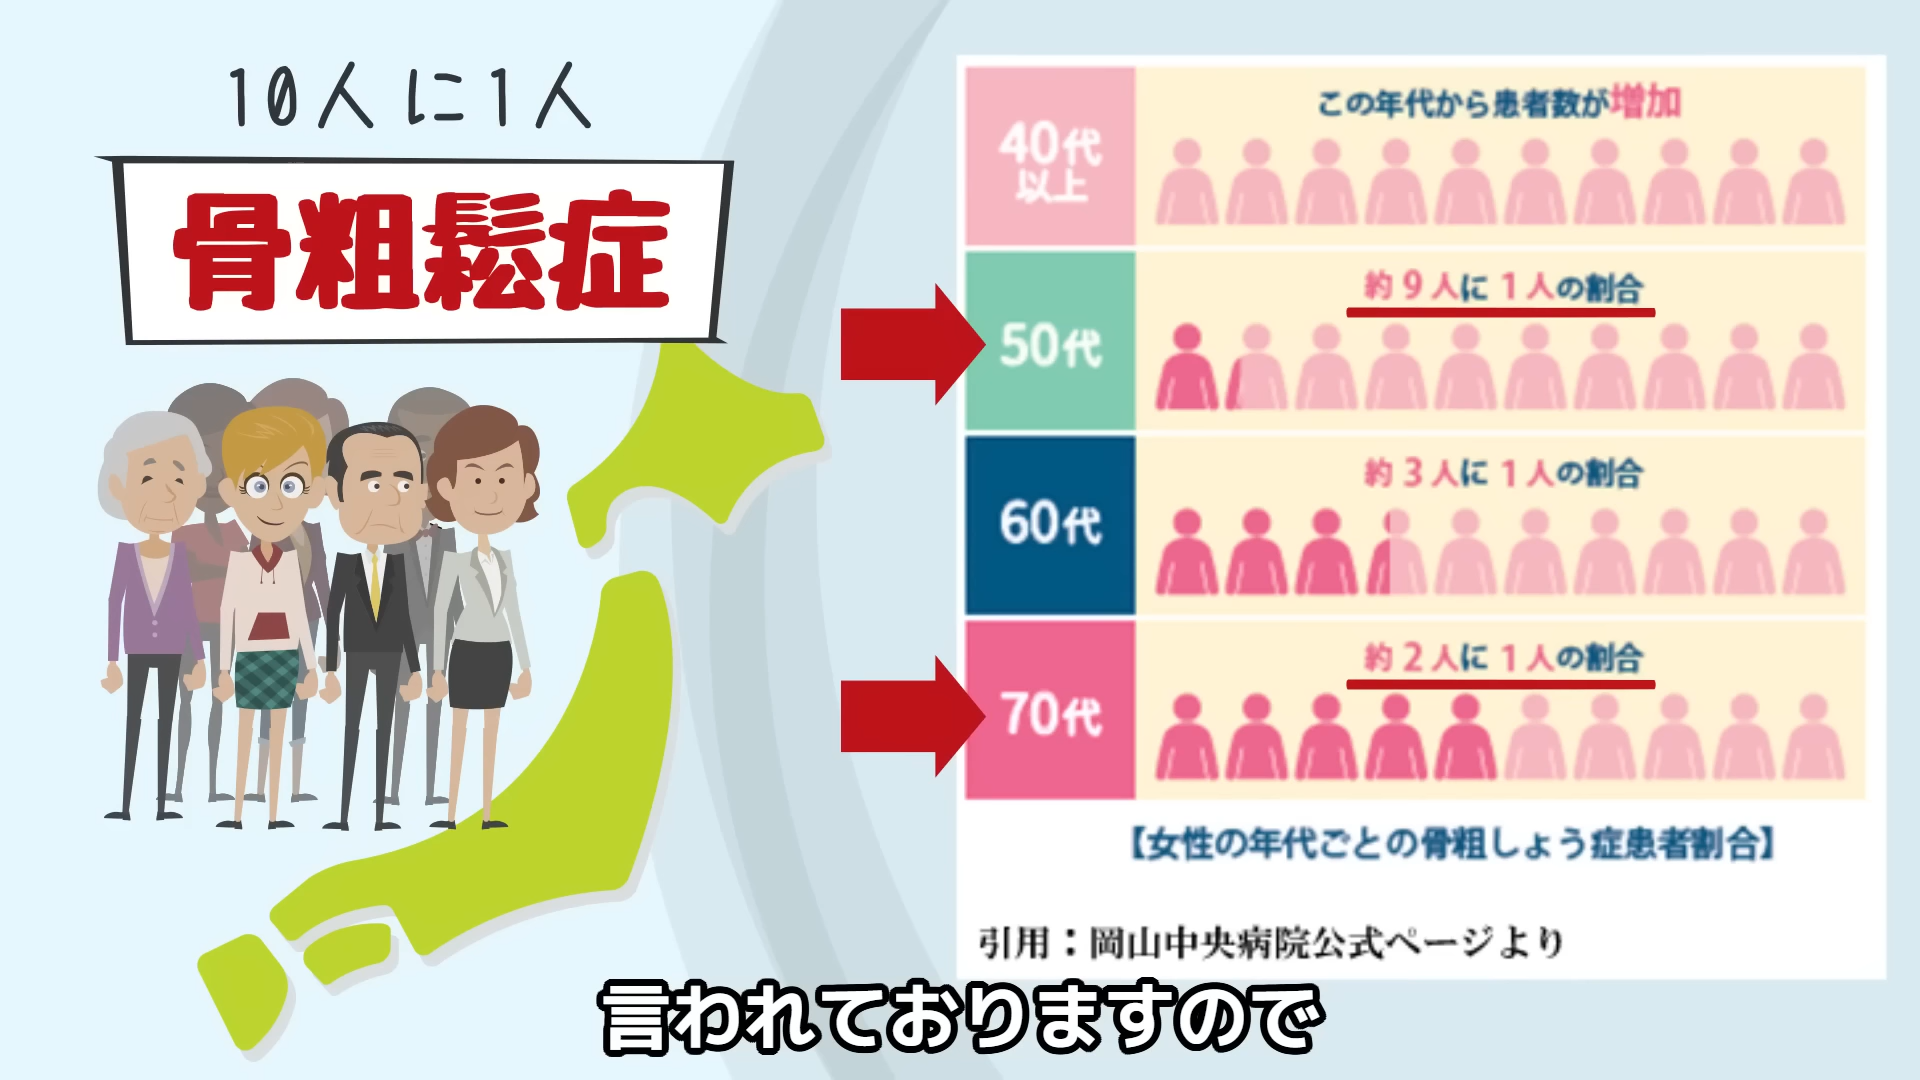 10人に1人
骨粗鬆症
40代
以上
この年代から患者数が増加
50代
約9人に1人の割合
60代
約3人に1人の割合
70代
約2人に1人の割合
【女性の年代ごとの骨粗しょう症患者割合】
引用：岡山中央病院公式ページより
言われておりますので